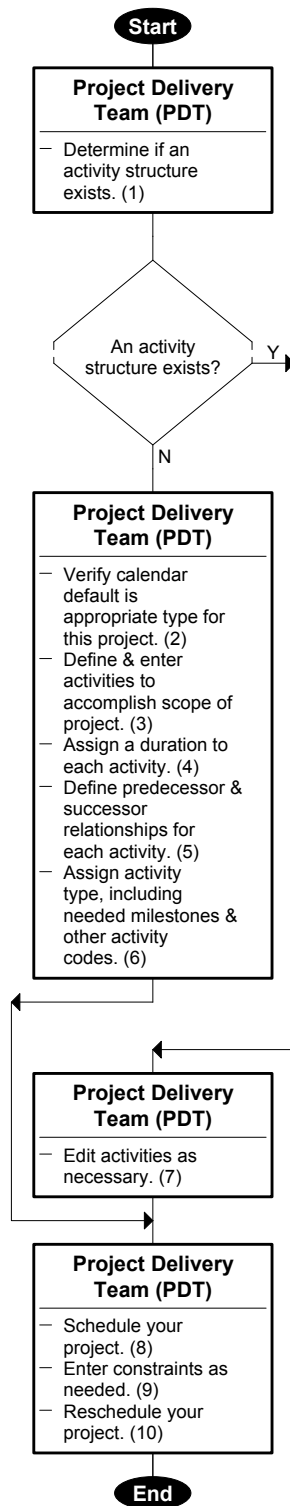 Start
Project Delivery
Team (PDT)
— Determine if an
activity structure
exists. (1)
An activity
structure exists?
Y
N
Project Delivery
Team (PDT)
— Verify calendar
default is
appropriate type for
this project. (2)
— Define & enter
activities to
accomplish scope of
project. (3)
— Assign a duration to
each activity. (4)
— Define predecessor &
successor
relationships for
each activity. (5)
— Assign activity
type, including
needed milestones &
other activity
codes. (6)
Project Delivery
Team (PDT)
— Edit activities as
necessary. (7)
Project Delivery
Team (PDT)
— Schedule your
project. (8)
— Enter constraints as
needed. (9)
— Reschedule your
project. (10)
End